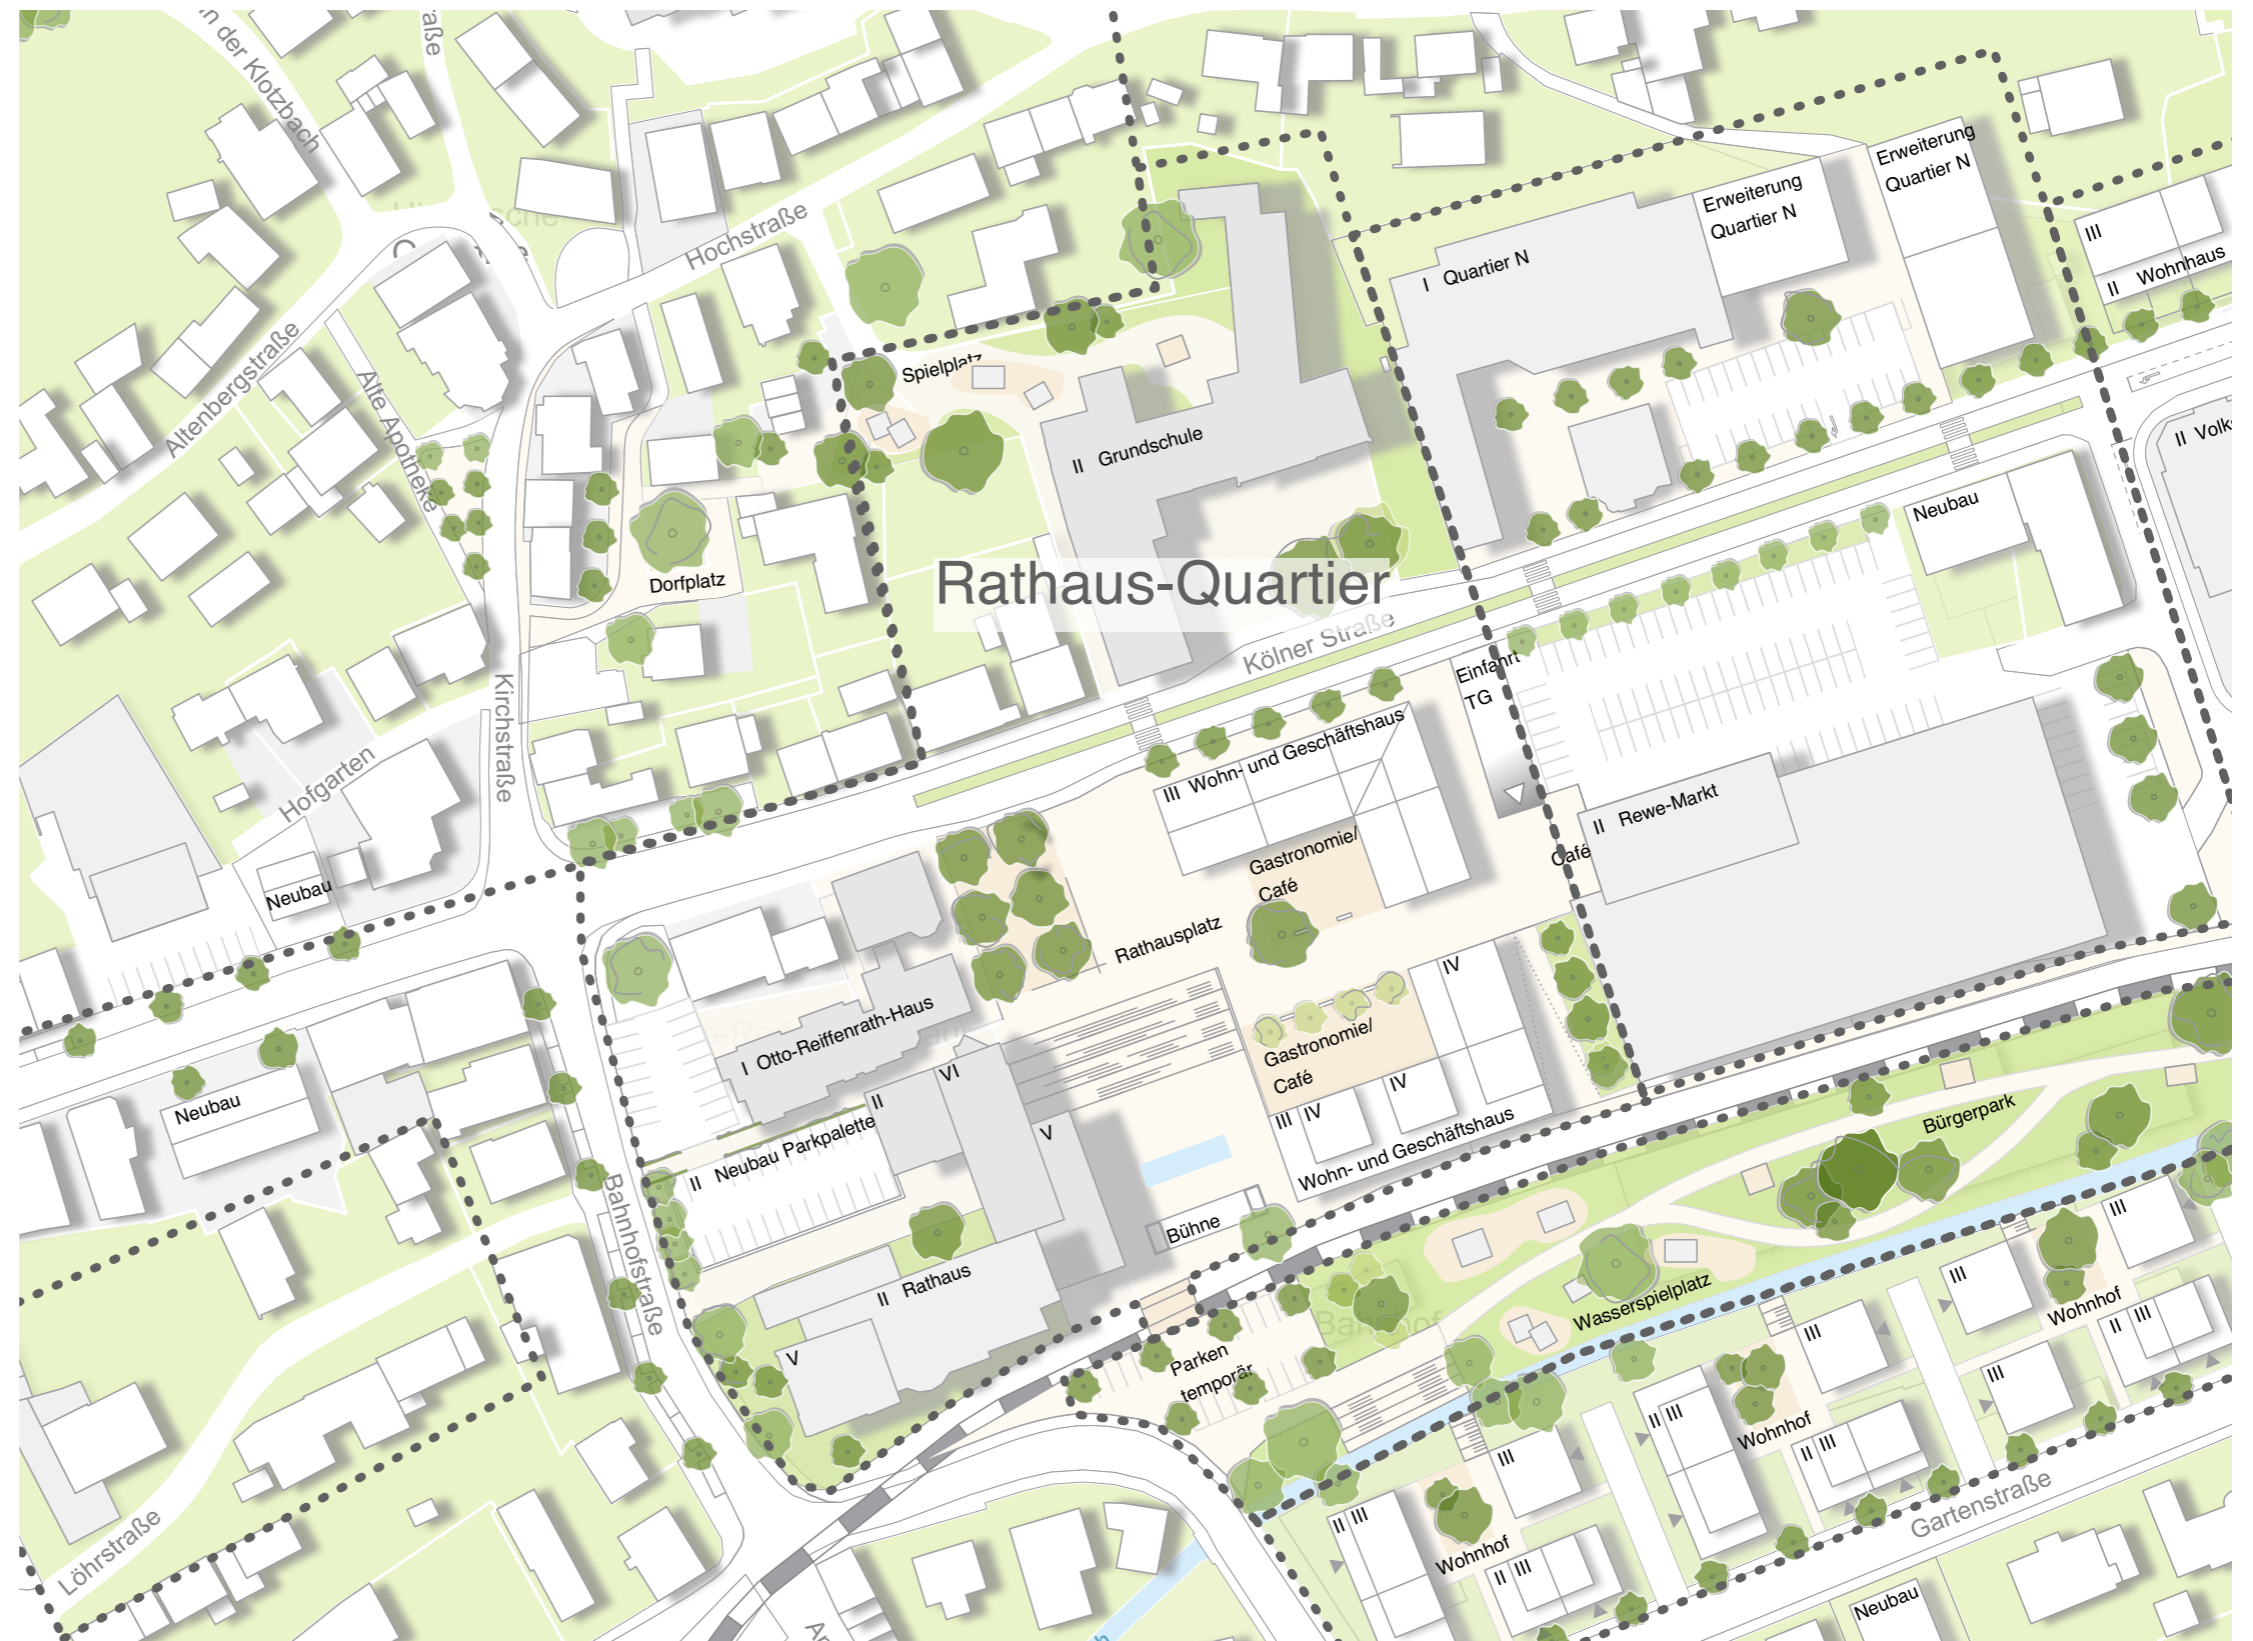 In der Klotzbach
raße
Hochstraße
Altenbergstraße
Alte Apotheke
Spielplatz
II Grundschule
I Quartier N
Erweiterung
Quartier N
Erweiterung
Quartier N
III
II Wohnhaus
II Volks
Neubau
Dorfplatz
Rathaus-Quartier
Kölner Straße
Einfahrt
TG
Kirchstraße
Hofgarten
Neubau
III Wohn- und Geschäftshaus
Gastronomie/
Café
Café
II Rewe-Markt
Rathausplatz
IV
Gastronomie/
Café
III IV
IV
Wohn- und Geschäftshaus
I Otto-Reiffenrath-Haus
VI
II
V
II Neubau Parkpalette
Neubau
Bahnhofstraße
Bühne
II Rathaus
V
Parken
temporär
Bahnhof
Bürgerpark
Wasserspielplatz
III
Wohnhof
II III
III
III
III
II III
Wohnhof
II III
III
II III
Wohnhof
II III
Gartenstraße
Neubau
Löhrstraße